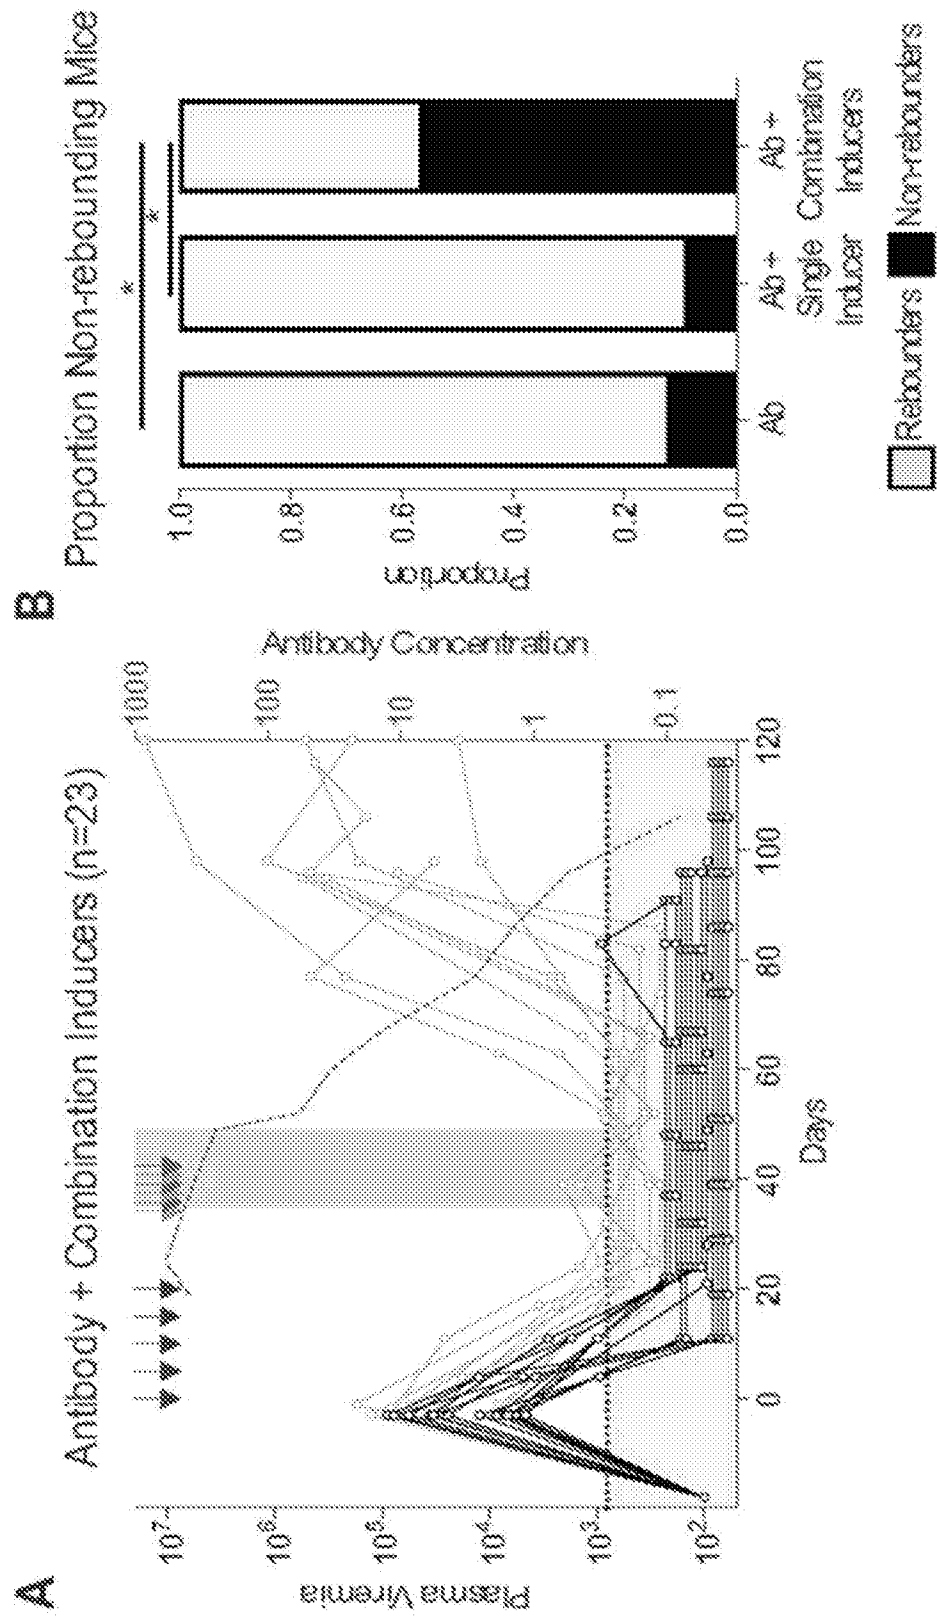 A
Antibody + Combination Inducers (n=23)
Plasma Viremia
10^7
10^6
10^5
10^4
10^3
10^2
0
20
40
60
80
100
120
Days
1000
100
10
1
0.1
Antibody Concentration
B
Proportion Non-rebounding Mice
*
*
Proportion
1.0
0.8
0.6
0.4
0.2
0.0
Ab
Ab + Single Inducer
Ab + Combination Inducers
Rebounders
Non-rebounders